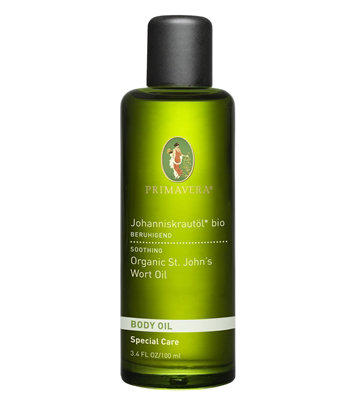 PRIMAVERA®
Johanniskrautöl* bio
BERUHIGEND
SOOTHING
Organic St. John's
Wort Oil
BODY OIL
Special Care
3.4 FL OZ/100 ml